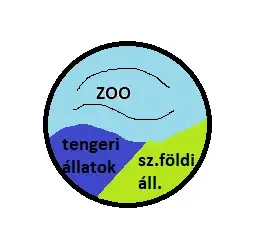 ZOO
tengeri
állatok
sz.földi
áll.